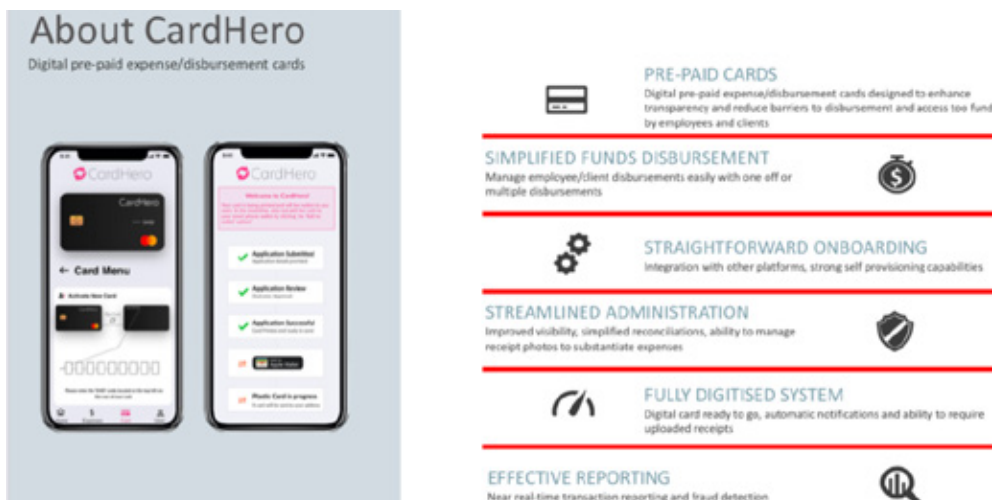 About CardHero
Digital pre-paid expense/disbursement cards
CardHero
CardHero
Card Menu
Activate New Card
CardHero
Welcome to CardHero!
Application Submitted
Application Review
Application Successful
Apple Wallet
Plastic Card in progress
PRE-PAID CARDS
Digital pre-paid expense/disbursement cards designed to enhance
transparency and reduce barriers to disbursement and access too fund
by employees and clients
SIMPLIFIED FUNDS DISBURSEMENT
Manage employee/client disbursements easily with one off or
multiple disbursements
STRAIGHTFORWARD ONBOARDING
Integration with other platforms, strong self provisioning capabilities
STREAMLINED ADMINISTRATION
Improved visibility, simplified reconciliations, ability to manage
receipt photos to substantiate expenses
FULLY DIGITISED SYSTEM
Digital card ready to go, automatic notifications and ability to require
uploaded receipts
EFFECTIVE REPORTING
Near real-time transaction reporting and fraud detection